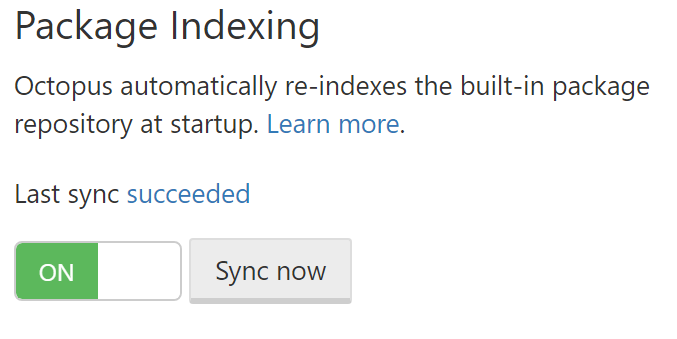 Package Indexing
Octopus automatically re-indexes the built-in package
repository at startup. Learn more.
Last sync succeeded
ON
Sync now